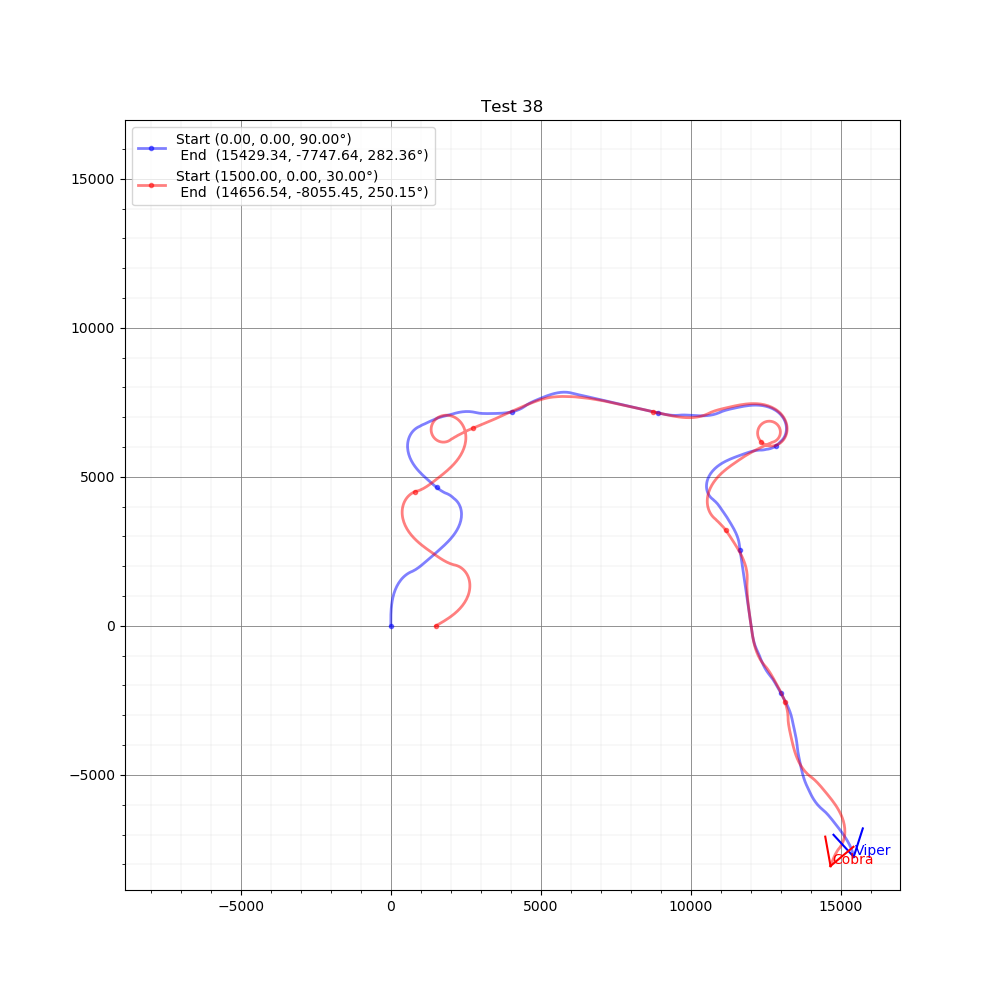 Test 38
Start (0.00, 0.00, 90.00°)
End  (15429.34, -7747.64, 282.36°)
Start (1500.00, 0.00, 30.00°)
End  (14656.54, -8055.45, 250.15°)
15000
10000
5000
0
−5000
Viper
Cobra
−5000 0 5000 10000 15000